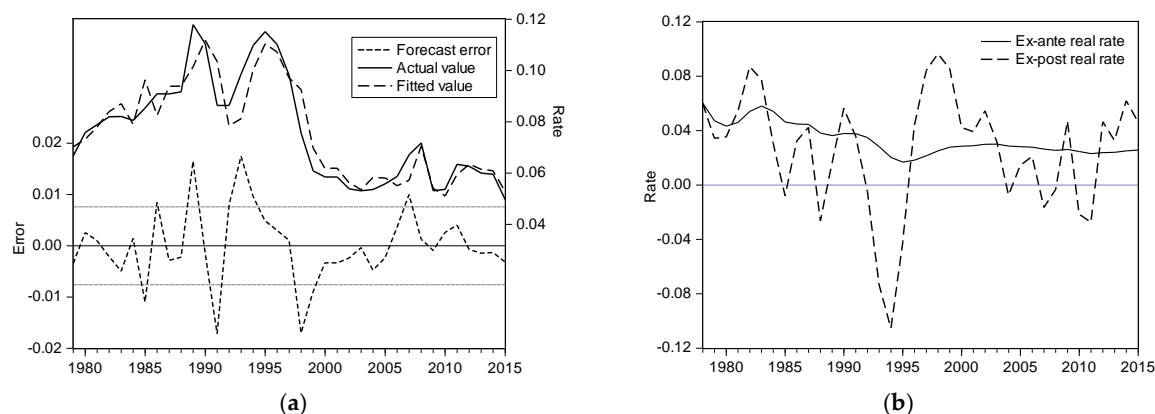 0.12
Forecast error
Actual value
Fitted value
0.10
0.08
0.06
0.04
Rate
0.02
0.01
0.00
-0.01
-0.02
Error
1980 1985 1990 1995 2000 2005 2010 2015
(a)
0.12
0.08
0.04
0.00
-0.04
-0.08
-0.12
Rate
Ex-ante real rate
Ex-post real rate
1980 1985 1990 1995 2000 2005 2010 2015
(b)